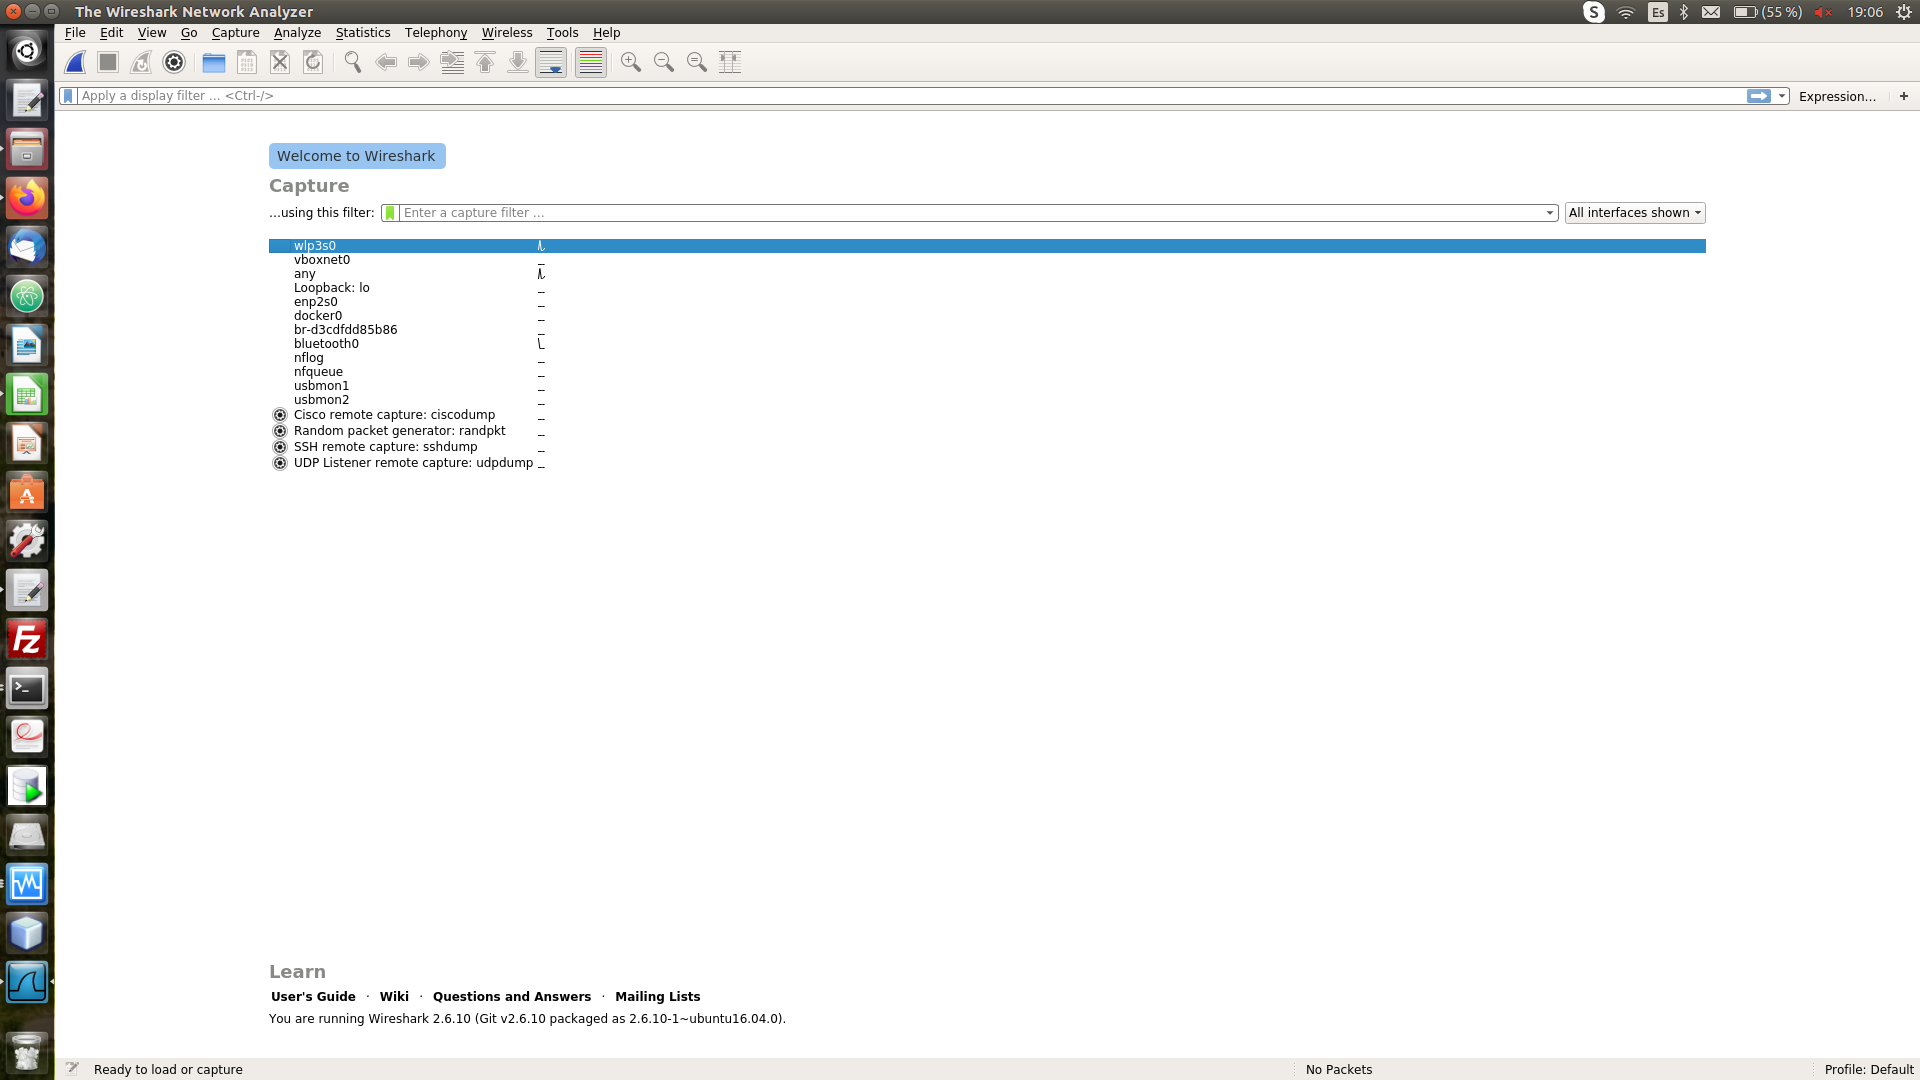 The Wireshark Network Analyzer
S Es (55 %) 19:06
File Edit View Go Capture Analyze Statistics Telephony Wireless Tools Help
Apply a display filter … <Ctrl-/> Expression… +
Welcome to Wireshark
Capture
…using this filter: Enter a capture filter … All interfaces shown
wlp3s0
vboxnet0
any
Loopback: lo
enp2s0
docker0
br-d3cdfdd85b86
bluetooth0
nflog
nfqueue
usbmon1
usbmon2
Cisco remote capture: ciscodump
Random packet generator: randpkt
SSH remote capture: sshdump
UDP Listener remote capture: udpdump
Fz
>_
Learn
User's Guide · Wiki · Questions and Answers · Mailing Lists
You are running Wireshark 2.6.10 (Git v2.6.10 packaged as 2.6.10-1~ubuntu16.04.0).
Ready to load or capture No Packets Profile: Default